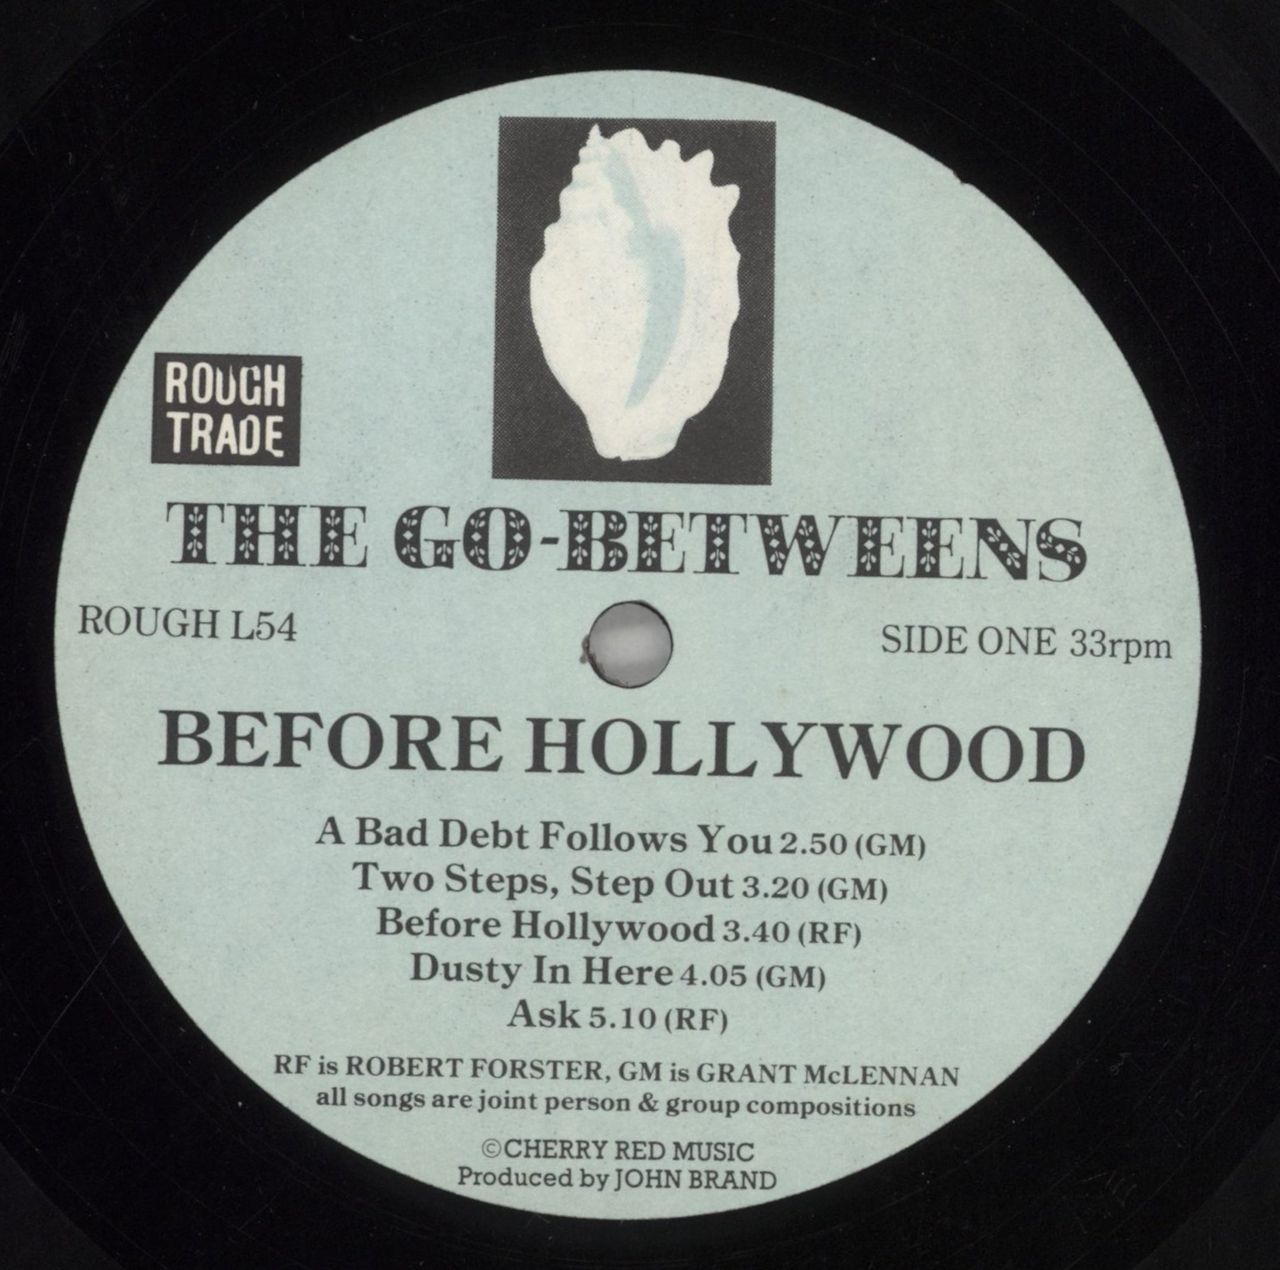 ROUGH
TRADE
THE GO-BETWEENS
ROUGH L54
SIDE ONE 33rpm
BEFORE HOLLYWOOD
A Bad Debt Follows You 2.50 (GM)
Two Steps, Step Out 3.20 (GM)
Before Hollywood 3.40 (RF)
Dusty In Here 4.05 (GM)
Ask 5.10 (RF)
RF is ROBERT FORSTER, GM is GRANT McLENNAN
all songs are joint person & group compositions
©CHERRY RED MUSIC
Produced by JOHN BRAND